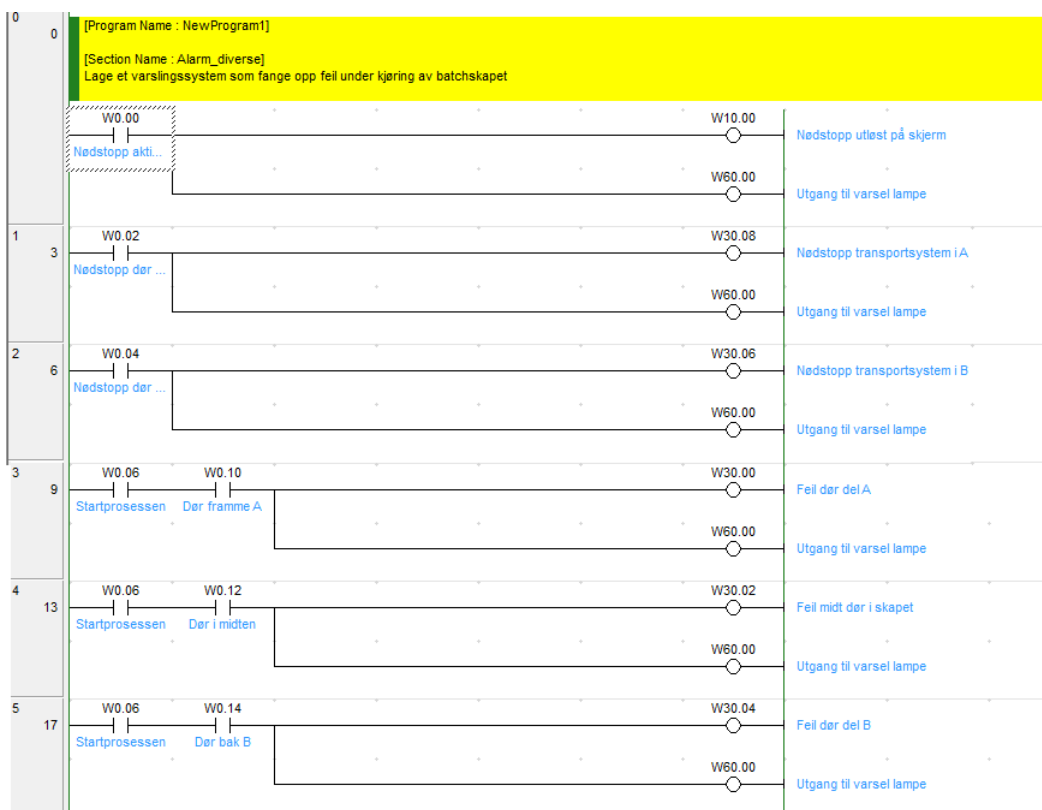 0
0
[Program Name : NewProgram1]
[Section Name : Alarm_diverse]
Lage et varslingssystem som fange opp feil under kjøring av batchskapet
W0.00
W10.00
Nødstopp utløst på skjerm
Nødstopp akti...
W60.00
Utgang til varsel lampe
1
3
W0.02
W30.08
Nødstopp transportsystem i A
Nødstopp dør ...
W60.00
Utgang til varsel lampe
2
6
W0.04
W30.06
Nødstopp transportsystem i B
Nødstopp dør ...
W60.00
Utgang til varsel lampe
3
9
W0.06 W0.10
W30.00
Feil dør del A
Startprosessen Dør framme A
W60.00
Utgang til varsel lampe
4
13
W0.06 W0.12
W30.02
Feil midt dør i skapet
Startprosessen Dør i midten
W60.00
Utgang til varsel lampe
5
17
W0.06 W0.14
W30.04
Feil dør del B
Startprosessen Dør bak B
W60.00
Utgang til varsel lampe